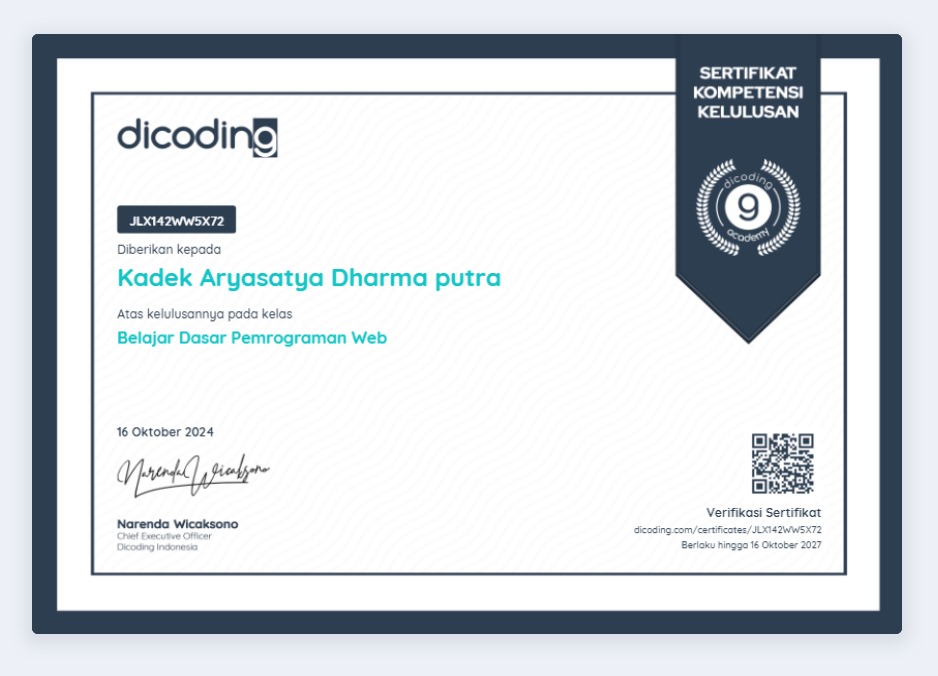 SERTIFIKAT
KOMPETENSI
KELULUSAN
dicoding
dicoding
9
academy
JLX142WW5X72
Diberikan kepada
Kadek Aryasatya Dharma putra
Atas kelulusannya pada kelas
Belajar Dasar Pemrograman Web
16 Oktober 2024
Narenda Wicaksono
Narenda Wicaksono
Chief Executive Officer
Dicoding Indonesia
Verifikasi Sertifikat
dicoding.com/certificates/JLX142WW5X72
Berlaku hingga 16 Oktober 2027